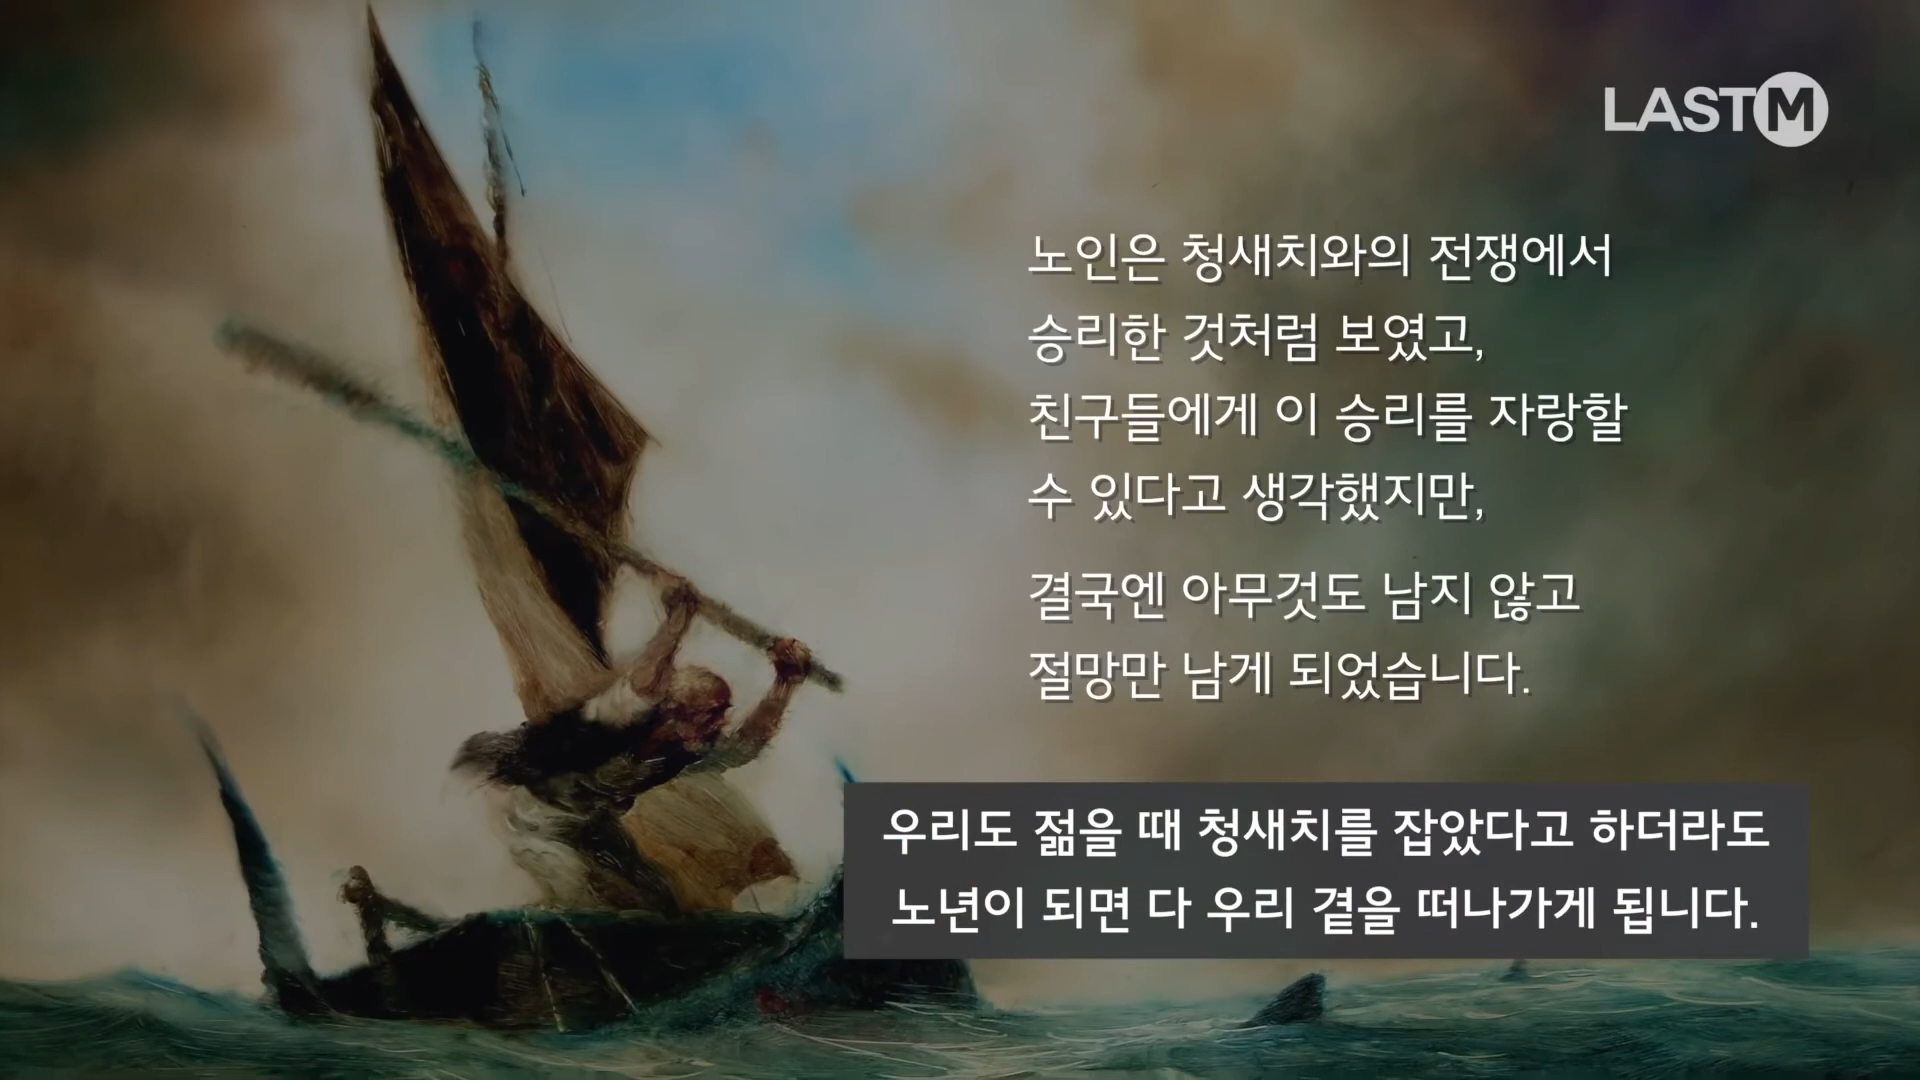 LASTM
노인은 청새치와의 전쟁에서
승리한 것처럼 보였고,
친구들에게 이 승리를 자랑할
수 있다고 생각했지만,
결국엔 아무것도 남지 않고
절망만 남게 되었습니다.
우리도 젊을 때 청새치를 잡았다고 하더라도
노년이 되면 다 우리 곁을 떠나가게 됩니다.